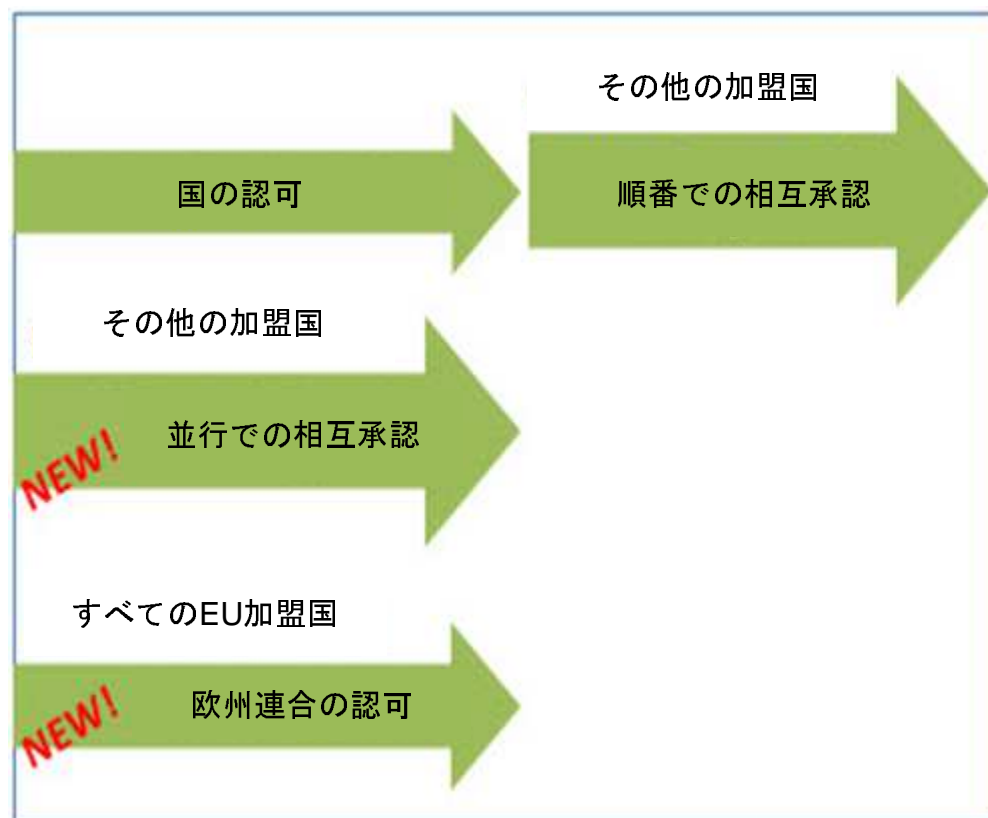 その他の加盟国
国の認可
順番での相互承認
その他の加盟国
並行での相互承認
NEW!
すべてのEU加盟国
欧州連合の認可
NEW!